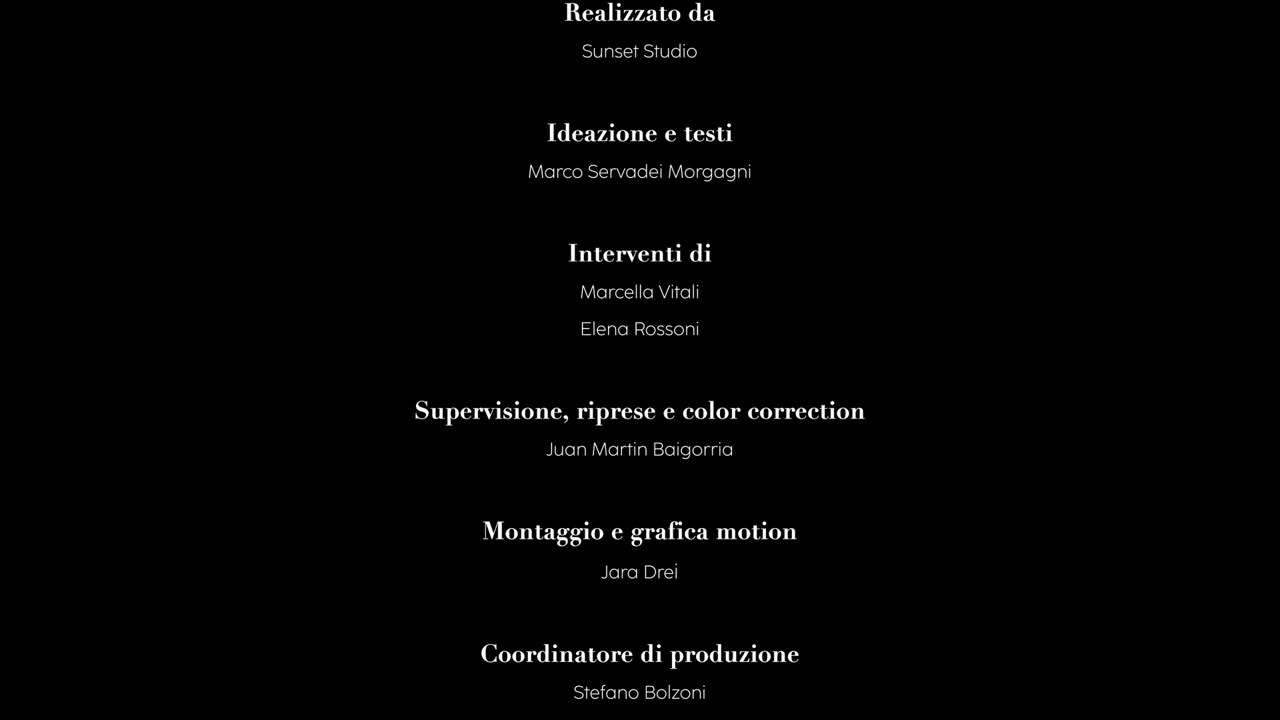 Realizzato da
Sunset Studio
Ideazione e testi
Marco Servadei Morgagni
Interventi di
Marcella Vitali
Elena Rossoni
Supervisione, riprese e color correction
Juan Martin Baigorria
Montaggio e grafica motion
Jara Drei
Coordinatore di produzione
Stefano Bolzoni